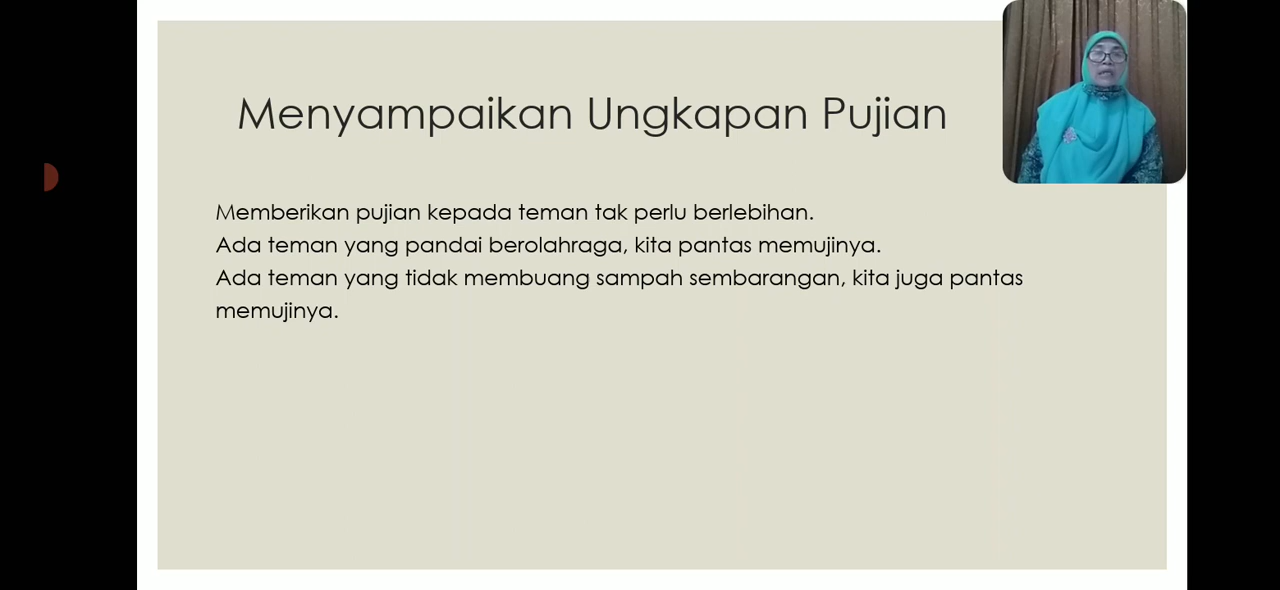 Menyampaikan Ungkapan Pujian
Memberikan pujian kepada teman tak perlu berlebihan.
Ada teman yang pandai berolahraga, kita pantas memujinya.
Ada teman yang tidak membuang sampah sembarangan, kita juga pantas
memujinya.